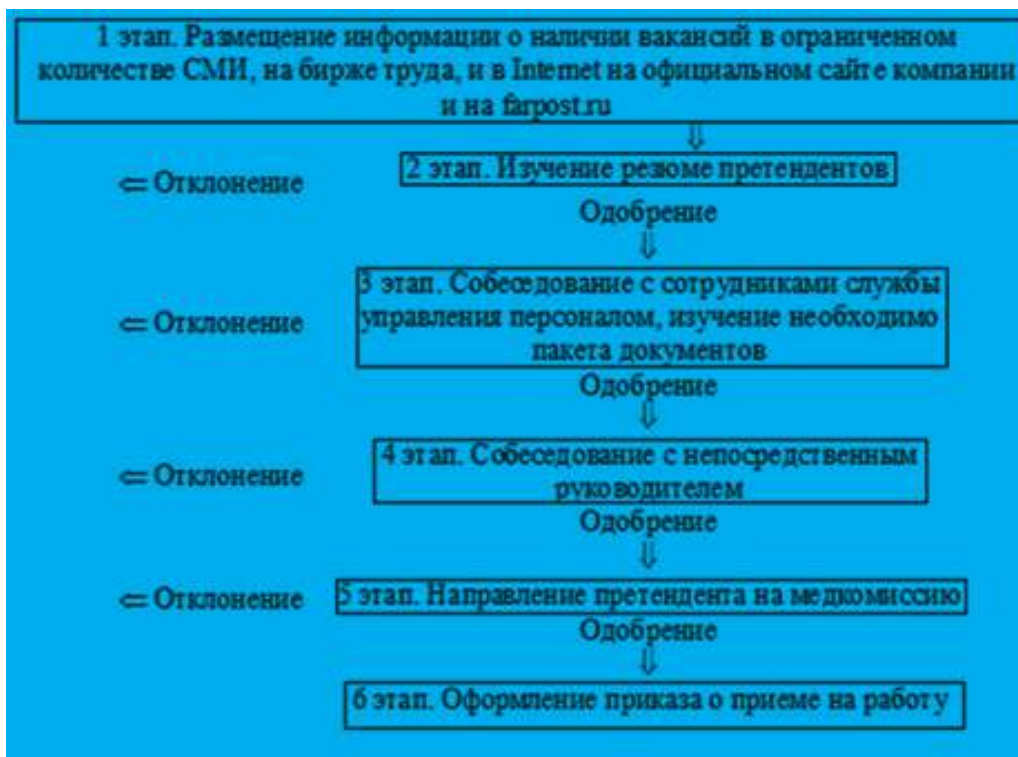 1 этап. Размещение информации о наличии вакансий в ограниченном
количестве СМИ, на бирже труда, и в Internet на официальном сайте компании
и на farpost.ru
⇓
⇐ Отклонение
2 этап. Изучение резюме претендентов
Одобрение
⇓
3 этап. Собеседование с сотрудниками службы
⇐ Отклонение
управления персоналом, изучение необходимо
пакета документов
Одобрение
⇓
4 этап. Собеседование с непосредственным
⇐ Отклонение
руководителем
Одобрение
⇓
⇐ Отклонение
5 этап. Направление претендента на медкомиссию
Одобрение
⇓
6 этап. Оформление приказа о приеме на работу